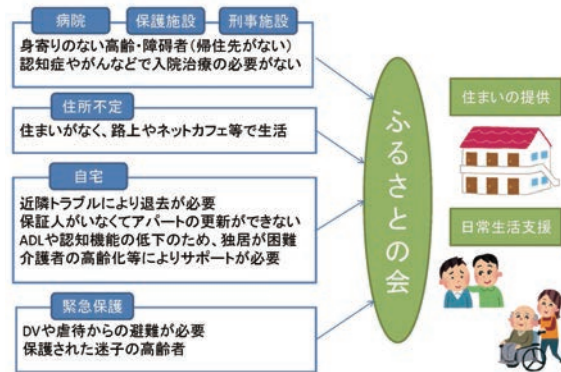 病院 保護施設 刑事施設
身寄りのない高齢・障碍者（帰住先がない）
認知症やがんなどで入院治療の必要がない
住所不定
住まいがなく、路上やネットカフェ等で生活
自宅
近隣トラブルにより退去が必要
保証人がいなくてアパートの更新ができない
ADLや認知機能の低下のため、独居が困難
介護者の高齢化等によりサポートが必要
緊急保護
DVや虐待からの避難が必要
保護された迷子の高齢者
ふるさとの会
住まいの提供
日常生活支援